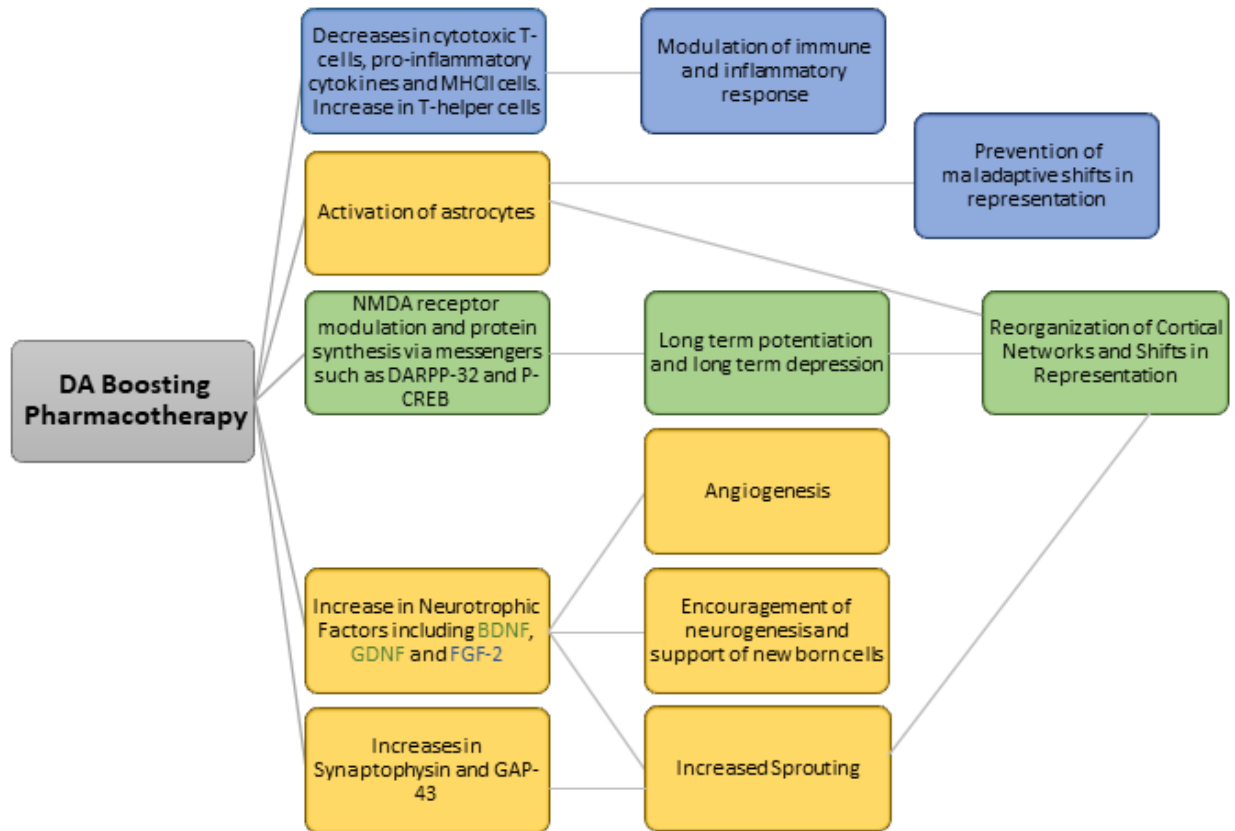 Decreases in cytotoxic T-
cells, pro-inflammatory
cytokines and MHCII cells.
Increase in T-helper cells
Modulation of immune
and inflammatory
response
Prevention of
maladaptive shifts in
representation
Activation of astrocytes
NMDA receptor
modulation and protein
synthesis via messengers
such as DARPP-32 and P-
CREB
Long term potentiation
and long term depression
Reorganization of Cortical
Networks and Shifts in
Representation
DA Boosting
Pharmacotherapy
Angiogenesis
Increase in Neurotrophic
Factors including BDNF,
GDNF and FGF-2
Encouragement of
neurogenesis and
support of new born cells
Increases in
Synaptophysin and GAP-
43
Increased Sprouting